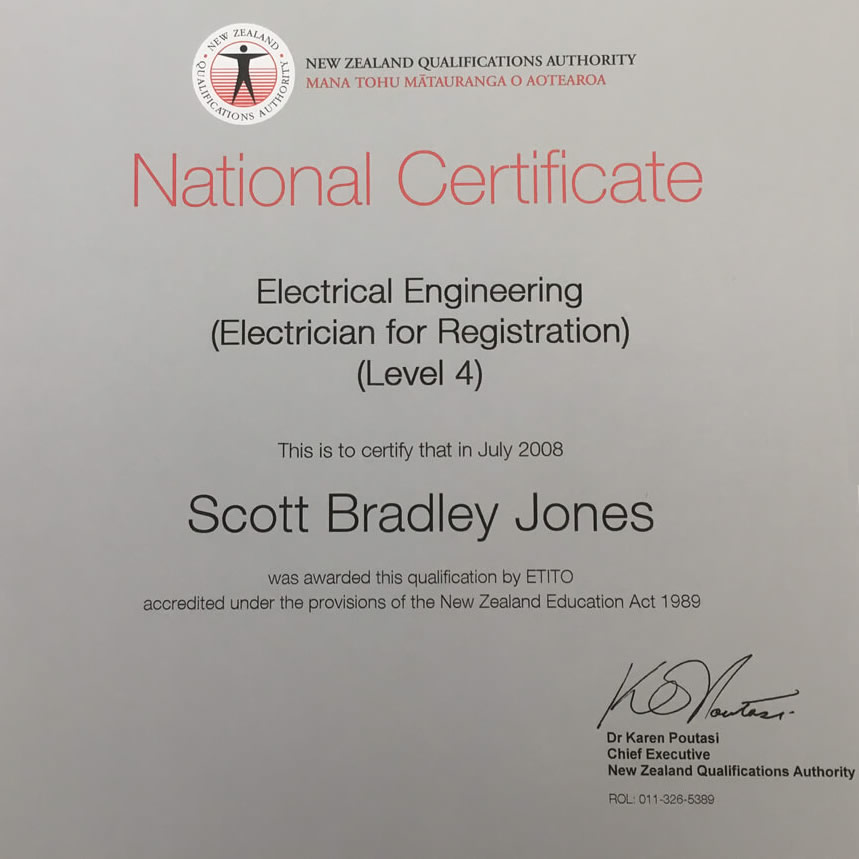 NEW ZEALAND QUALIFICATIONS AUTHORITY
NEW ZEALAND QUALIFICATIONS AUTHORITY
MANA TOHU MĀTAURANGA O AOTEAROA
National Certificate
Electrical Engineering
(Electrician for Registration)
(Level 4)
This is to certify that in July 2008
Scott Bradley Jones
was awarded this qualification by ETITO
accredited under the provisions of the New Zealand Education Act 1989
K Poutasi
Dr Karen Poutasi
Chief Executive
New Zealand Qualifications Authority
ROL: 011-326-5389